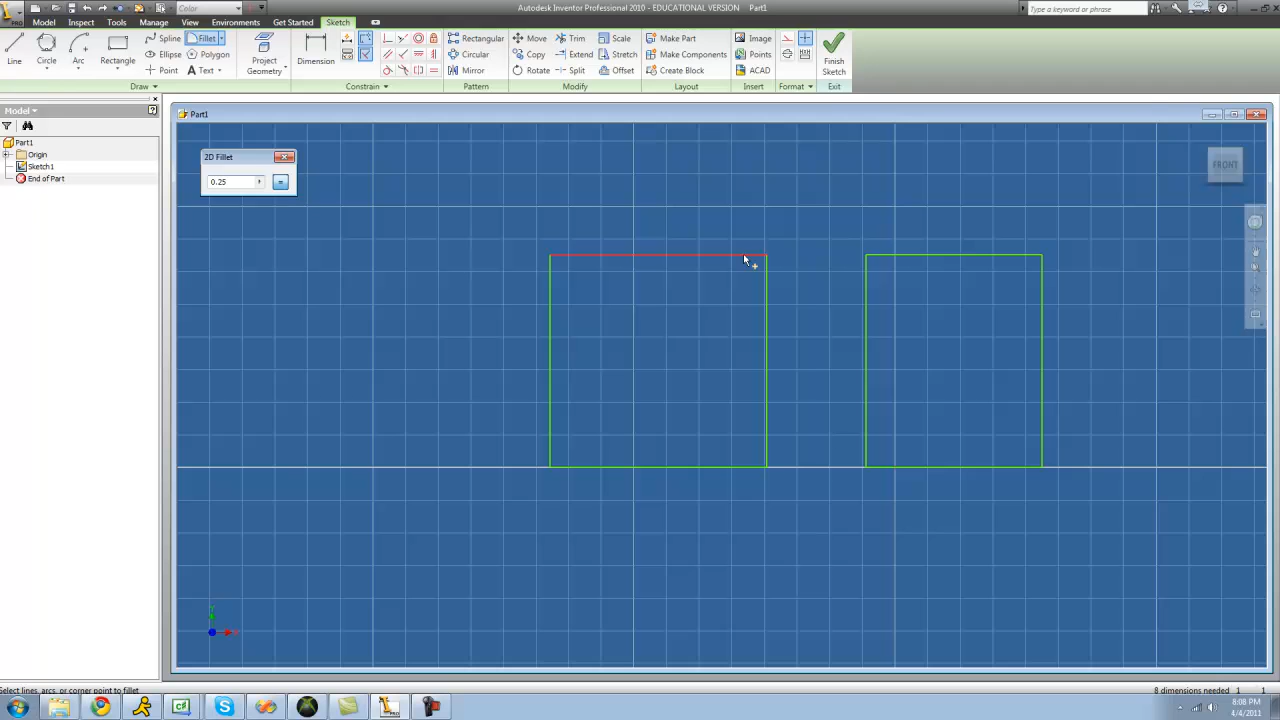 PRO
Color
Autodesk Inventor Professional 2010 - EDUCATIONAL VERSION Part1
Type a keyword or phrase
Model Inspect Tools Manage View Environments Get Started Sketch
Line
Circle
Arc
Rectangle
Spline
Ellipse
Point
Fillet
Polygon
Text
Project
Geometry
Dimension
Rectangular
Circular
Mirror
Move
Copy
Rotate
Trim
Extend
Split
Scale
Stretch
Offset
Make Part
Make Components
Create Block
Image
Points
ACAD
Finish
Sketch
Draw
Constrain
Pattern
Modify
Layout
Insert
Format
Exit
Model
Part1
Origin
Sketch1
End of Part
Part1
2D Fillet
0.25
=
FRONT
Select lines, arcs, or corner point to fillet
8 dimensions needed 1 1
8:08 PM
4/4/2011